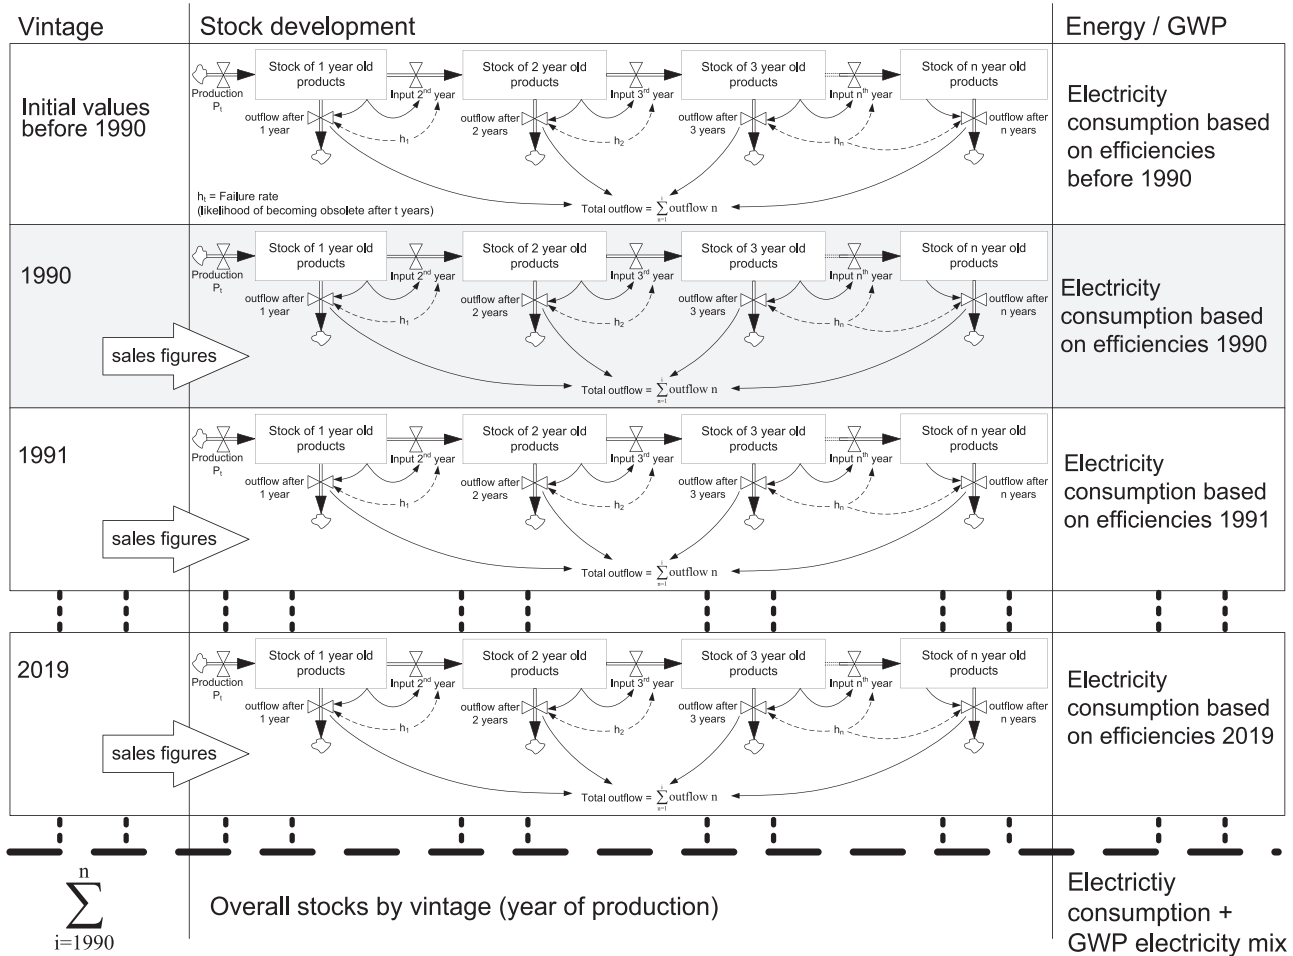 Vintage
Stock development
Energy / GWP
Initial values
before 1990
Production
Pt
Stock of 1 year old
products
Input 2nd year
Stock of 2 year old
products
Input 3rd year
Stock of 3 year old
products
Input nth year
Stock of n year old
products
outflow after
1 year
h1
outflow after
2 years
h2
outflow after
3 years
hn
outflow after
n years
ht = Failure rate
(likelihood of becoming obsolete after t years)
Total outflow = ∑ outflow n
i
n=1
Electricity
consumption based
on efficiencies
before 1990
1990
sales figures
Production
Pt
Stock of 1 year old
products
Input 2nd year
Stock of 2 year old
products
Input 3rd year
Stock of 3 year old
products
Input nth year
Stock of n year old
products
outflow after
1 year
h1
outflow after
2 years
h2
outflow after
3 years
hn
outflow after
n years
Total outflow = ∑ outflow n
i
n=1
Electricity
consumption based
on efficiencies 1990
1991
sales figures
Production
Pt
Stock of 1 year old
products
Input 2nd year
Stock of 2 year old
products
Input 3rd year
Stock of 3 year old
products
Input nth year
Stock of n year old
products
outflow after
1 year
h1
outflow after
2 years
h2
outflow after
3 years
hn
outflow after
n years
Total outflow = ∑ outflow n
i
n=1
Electricity
consumption based
on efficiencies 1991
2019
sales figures
Production
Pt
Stock of 1 year old
products
Input 2nd year
Stock of 2 year old
products
Input 3rd year
Stock of 3 year old
products
Input nth year
Stock of n year old
products
outflow after
1 year
h1
outflow after
2 years
h2
outflow after
3 years
hn
outflow after
n years
Total outflow = ∑ outflow n
i
n=1
Electricity
consumption based
on efficiencies 2019
n
∑
i=1990
Overall stocks by vintage (year of production)
Electrictiy
consumption +
GWP electricity mix